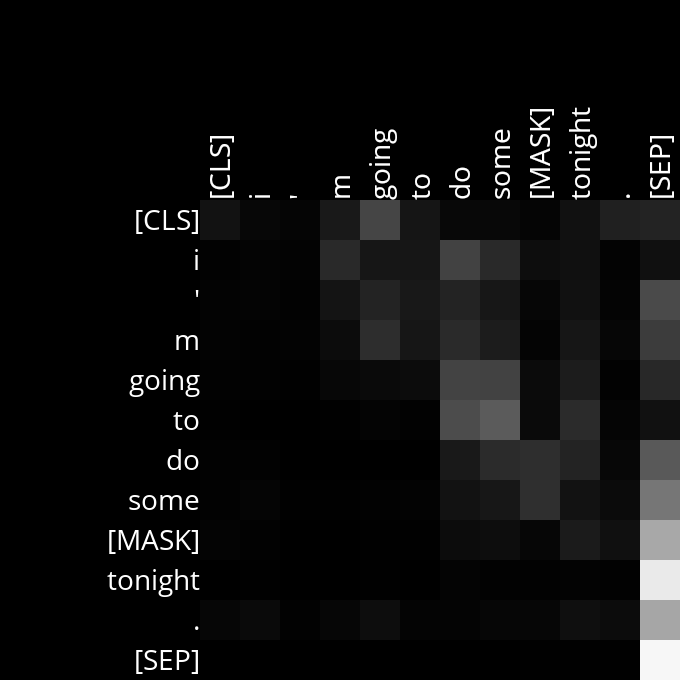 [CLS] i ' m going to do some [MASK] tonight . [SEP]
[CLS]
i
'
m
going
to
do
some
[MASK]
tonight
.
[SEP]